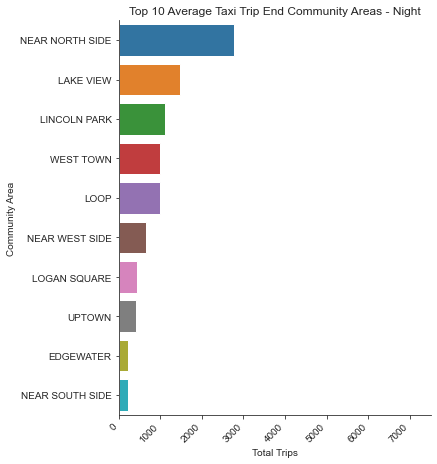 Top 10 Average Taxi Trip End Community Areas - Night
NEAR NORTH SIDE
LAKE VIEW
LINCOLN PARK
WEST TOWN
LOOP
NEAR WEST SIDE
LOGAN SQUARE
UPTOWN
EDGEWATER
NEAR SOUTH SIDE
Community Area
0 1000 2000 3000 4000 5000 6000 7000
Total Trips